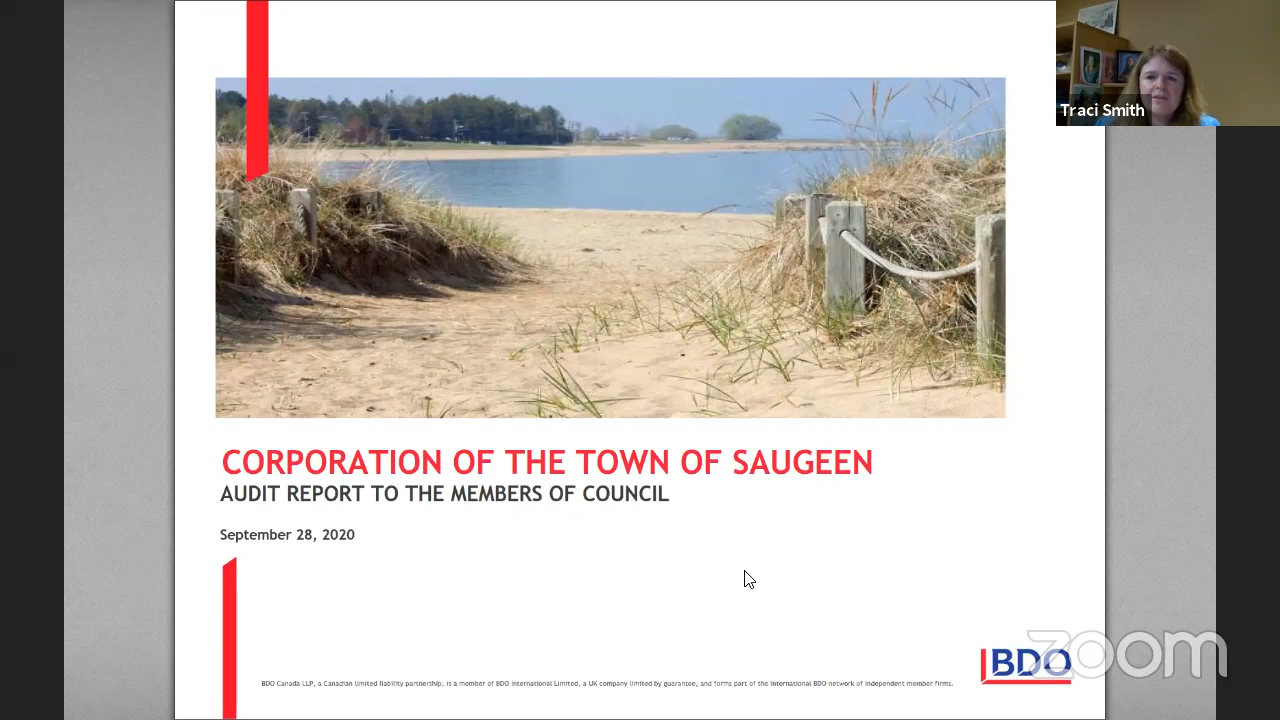 Traci Smith
CORPORATION OF THE TOWN OF SAUGEEN
AUDIT REPORT TO THE MEMBERS OF COUNCIL
September 28, 2020
BDO
zoom
BDO Canada LLP, a Canadian limited liability partnership, is a member of BDO International Limited, a UK company limited by guarantee, and forms part of the international BDO network of independent member firms.